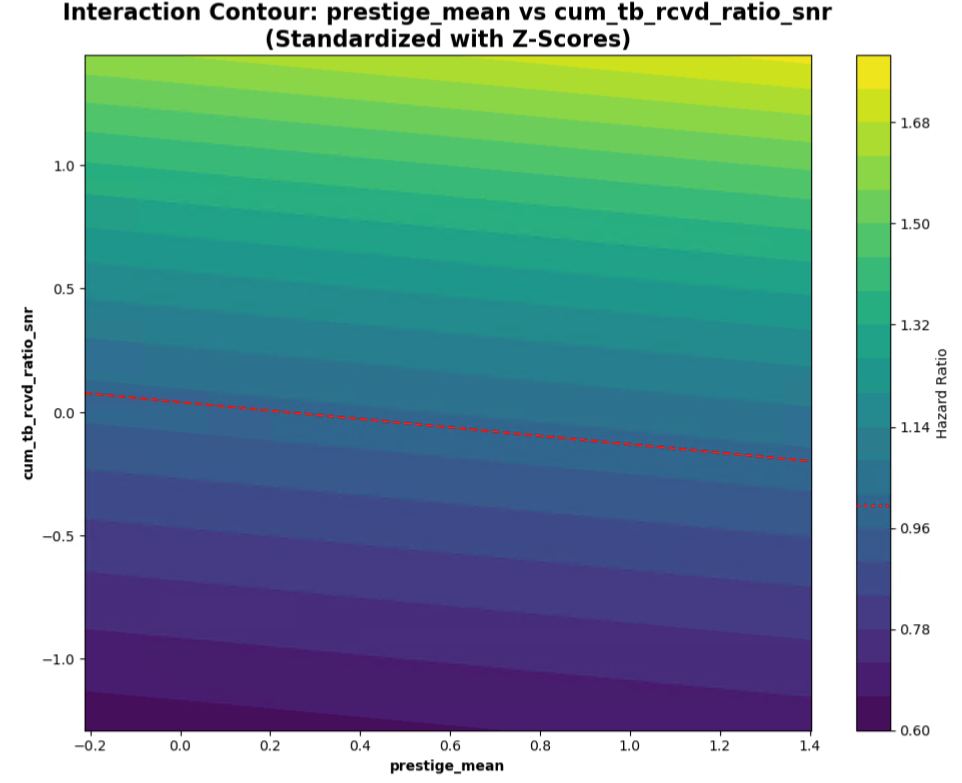 Interaction Contour: prestige_mean vs cum_tb_rcvd_ratio_snr
(Standardized with Z-Scores)
cum_tb_rcvd_ratio_snr
1.0
0.5
0.0
−0.5
−1.0
−0.2 0.0 0.2 0.4 0.6 0.8 1.0 1.2 1.4
prestige_mean
1.68
1.50
1.32
1.14
0.96
0.78
0.60
Hazard Ratio